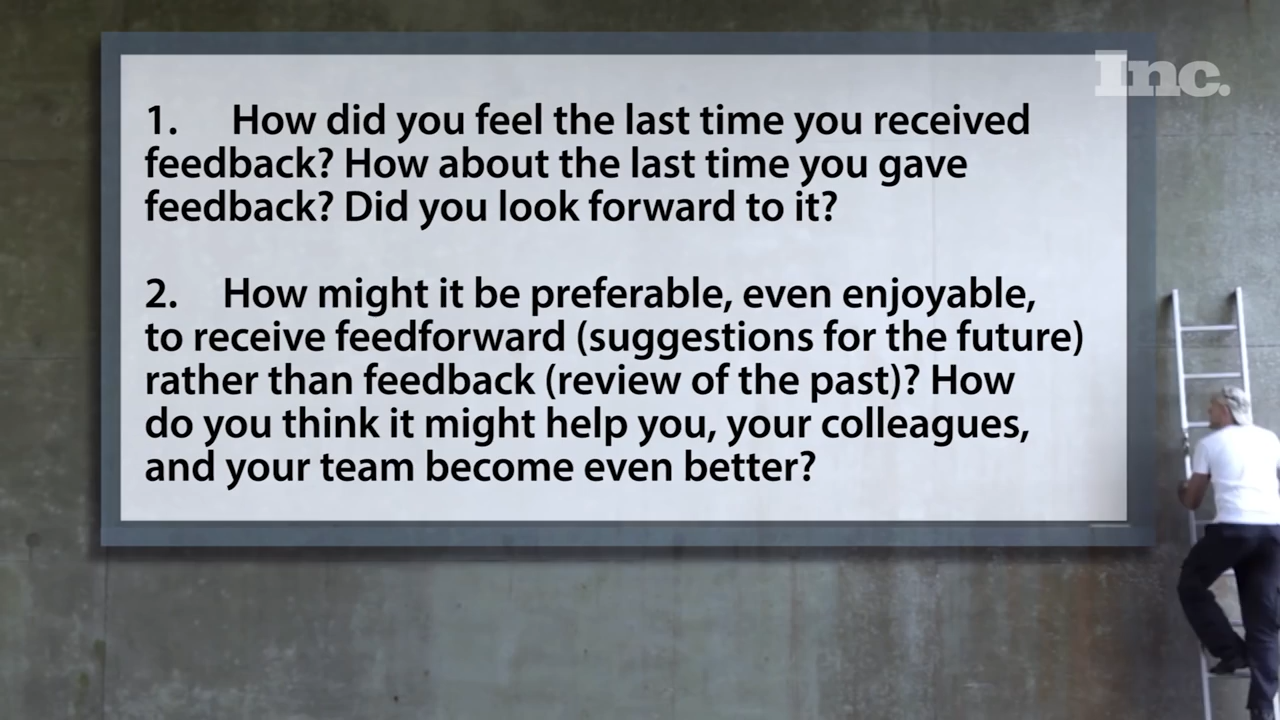 Inc.
1. How did you feel the last time you received
feedback? How about the last time you gave
feedback? Did you look forward to it?
2. How might it be preferable, even enjoyable,
to receive feedforward (suggestions for the future)
rather than feedback (review of the past)? How
do you think it might help you, your colleagues,
and your team become even better?